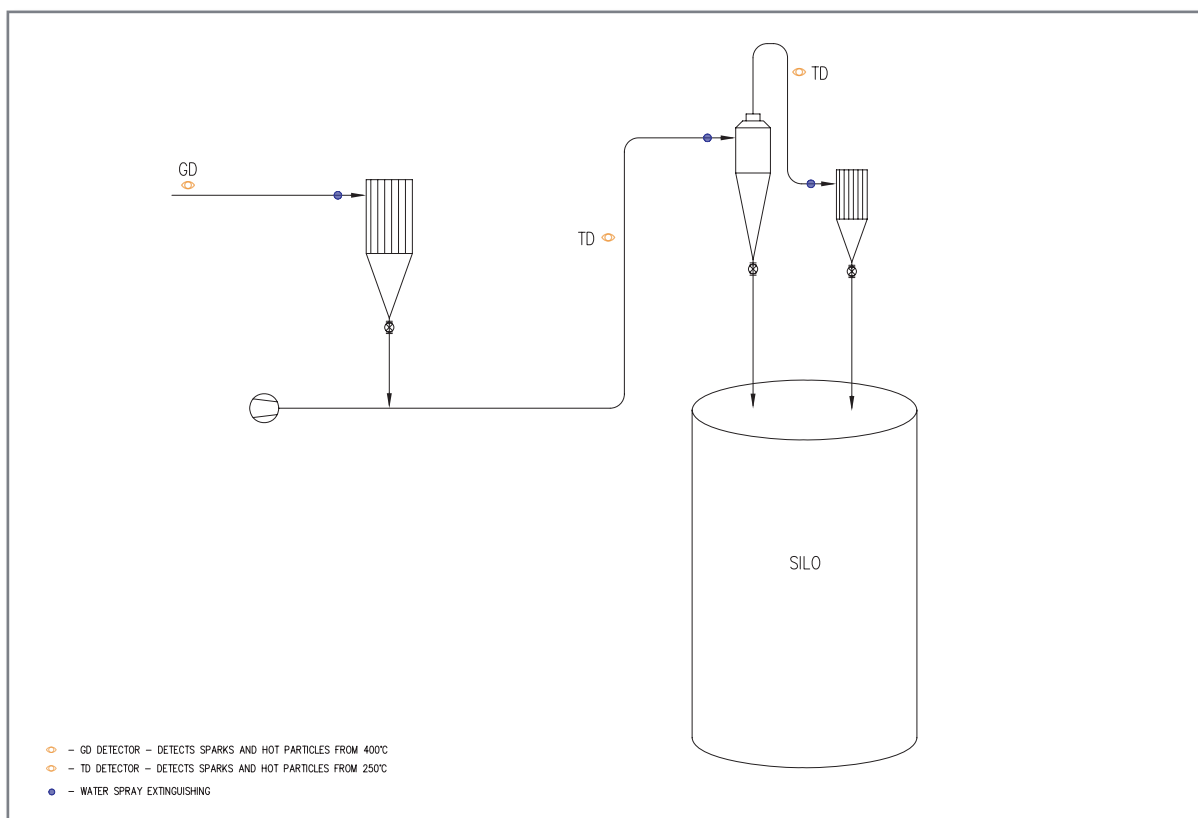 TD
GD
TD
SILO
- GD DETECTOR - DETECTS SPARKS AND HOT PARTICLES FROM 400°C
- TD DETECTOR - DETECTS SPARKS AND HOT PARTICLES FROM 250°C
- WATER SPRAY EXTINGUISHING